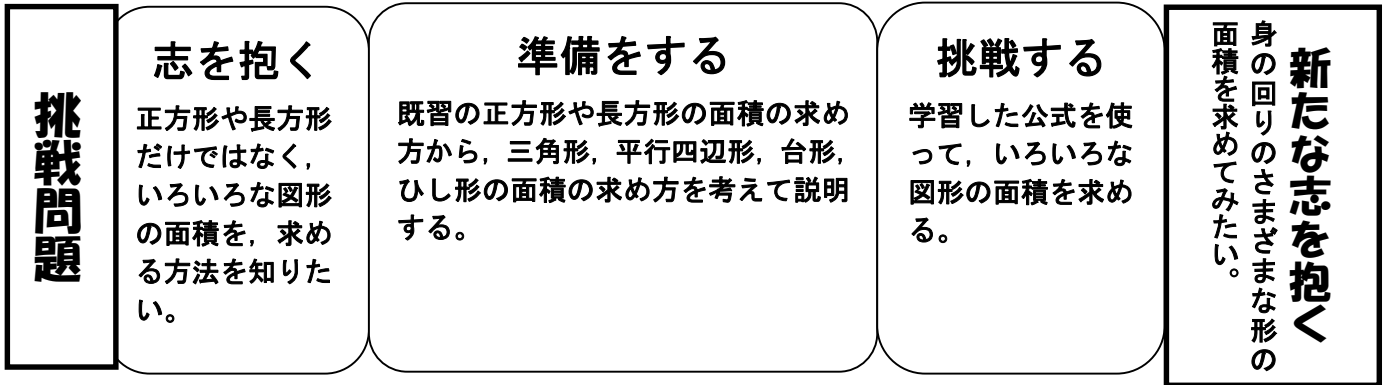 挑戦問題
志を抱く
正方形や長方形
だけではなく，
いろいろな図形
の面積を，求め
る方法を知りた
い。
準備をする
既習の正方形や長方形の面積の求め
方から，三角形，平行四辺形，台形，
ひし形の面積の求め方を考えて説明
する。
挑戦する
学習した公式を使
って，いろいろな
図形の面積を求め
る。
新たな志を抱く
身の回りのさまざまな形の
面積を求めてみたい。